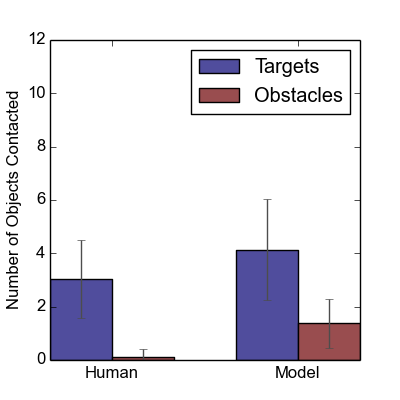 12
10
8
6
4
2
0
Number of Objects Contacted
Targets
Obstacles
Human
Model